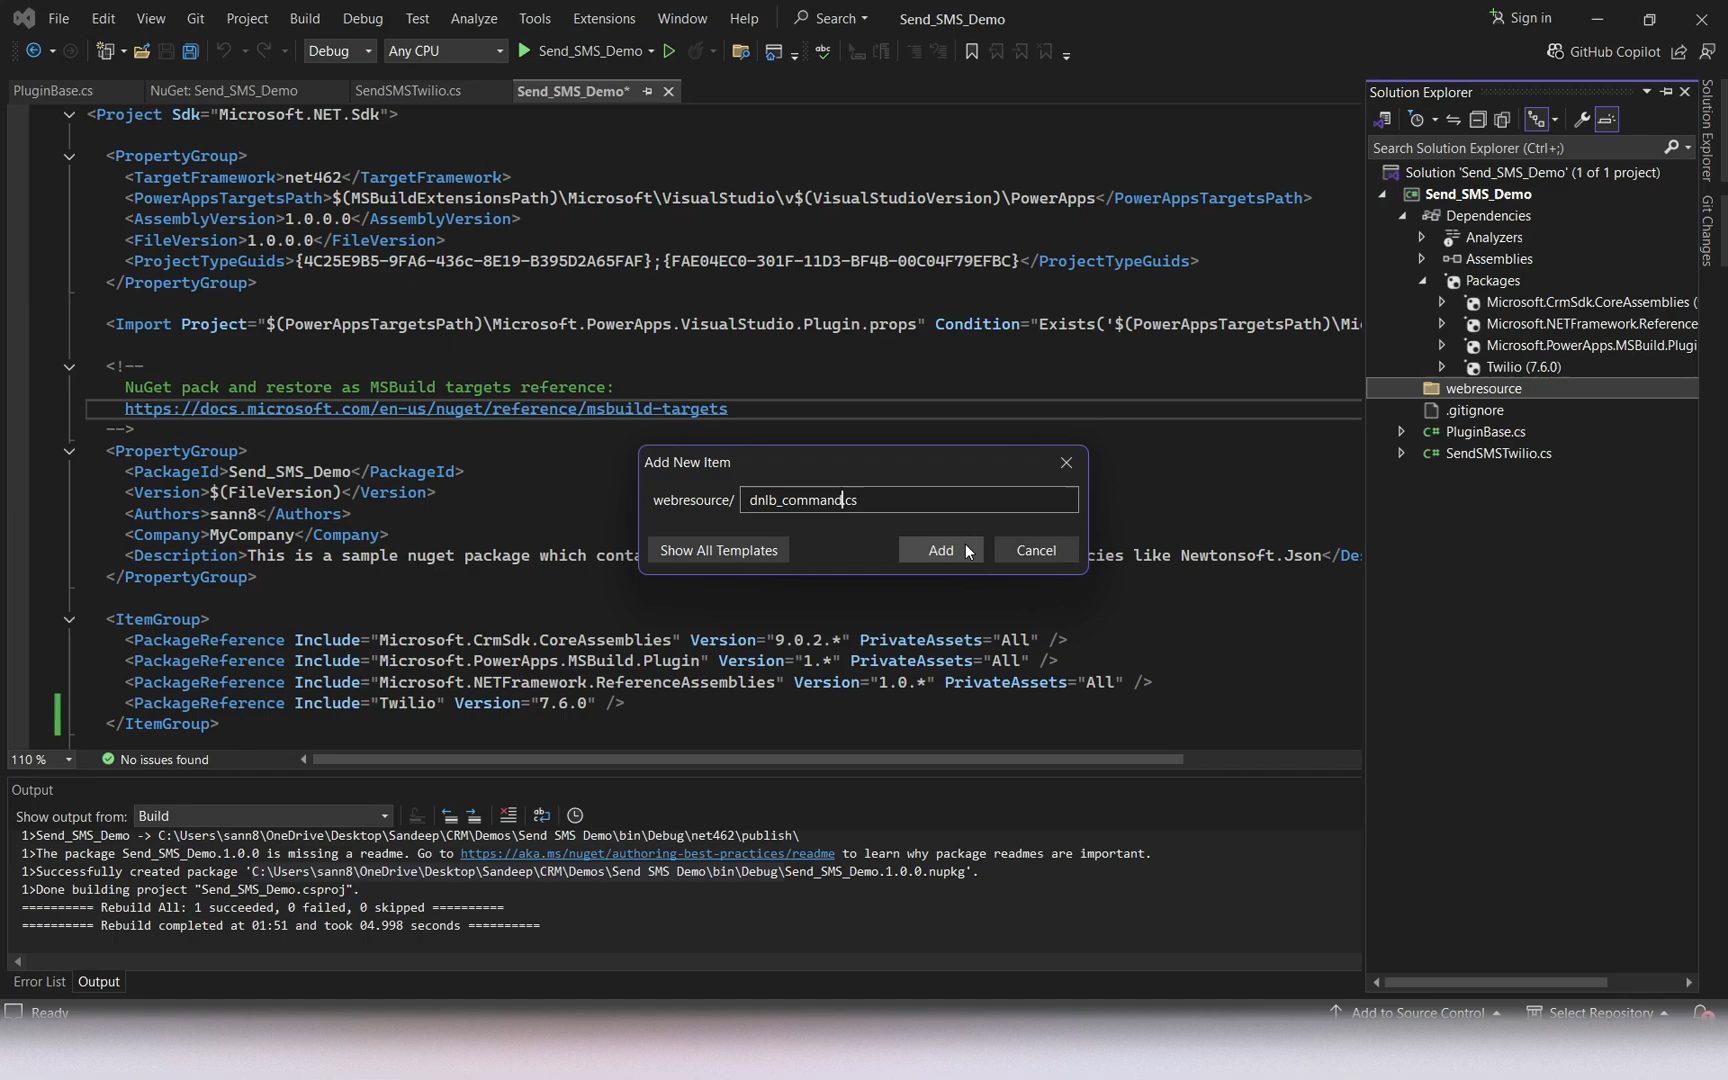 File Edit View Git Project Build Debug Test Analyze Tools Extensions Window Help Search Send_SMS_Demo Sign in
Debug Any CPU Send_SMS_Demo GitHub Copilot
PluginBase.cs NuGet: Send_SMS_Demo SendSMSTwilio.cs Send_SMS_Demo*
<Project Sdk="Microsoft.NET.Sdk">
<PropertyGroup>
<TargetFramework>net462</TargetFramework>
<PowerAppsTargetsPath>$(MSBuildExtensionsPath)\Microsoft\VisualStudio\v$(VisualStudioVersion)\PowerApps</PowerAppsTargetsPath>
<AssemblyVersion>1.0.0.0</AssemblyVersion>
<FileVersion>1.0.0.0</FileVersion>
<ProjectTypeGuids>{4C25E9B5-9FA6-436c-8E19-B395D2A65FAF};{FAE04EC0-301F-11D3-BF4B-00C04F79EFBC}</ProjectTypeGuids>
</PropertyGroup>
<Import Project="$(PowerAppsTargetsPath)\Microsoft.PowerApps.VisualStudio.Plugin.props" Condition="Exists('$(PowerAppsTargetsPath)\Mi
<!--
NuGet pack and restore as MSBuild targets reference:
https://docs.microsoft.com/en-us/nuget/reference/msbuild-targets
-->
<PropertyGroup>
<PackageId>Send_SMS_Demo</PackageId>
<Version>$(FileVersion)</Version>
<Authors>sann8</Authors>
<Company>MyCompany</Company>
<Description>This is a sample nuget package which conta cies like Newtonsoft.Json</De
</PropertyGroup>
<ItemGroup>
<PackageReference Include="Microsoft.CrmSdk.CoreAssemblies" Version="9.0.2.*" PrivateAssets="All" />
<PackageReference Include="Microsoft.PowerApps.MSBuild.Plugin" Version="1.*" PrivateAssets="All" />
<PackageReference Include="Microsoft.NETFramework.ReferenceAssemblies" Version="1.0.*" PrivateAssets="All" />
<PackageReference Include="Twilio" Version="7.6.0" />
</ItemGroup>
110 % No issues found
Add New Item
webresource/ dnlb_command.cs
Show All Templates Add Cancel
Output
Show output from: Build
1>Send_SMS_Demo -> C:\Users\sann8\OneDrive\Desktop\Sandeep\CRM\Demos\Send SMS Demo\bin\Debug\net462\publish\
1>The package Send_SMS_Demo.1.0.0 is missing a readme. Go to https://aka.ms/nuget/authoring-best-practices/readme to learn why package readmes are important.
1>Successfully created package 'C:\Users\sann8\OneDrive\Desktop\Sandeep\CRM\Demos\Send SMS Demo\bin\Debug\Send_SMS_Demo.1.0.0.nupkg'.
1>Done building project "Send_SMS_Demo.csproj".
========== Rebuild All: 1 succeeded, 0 failed, 0 skipped ==========
========== Rebuild completed at 01:51 and took 04.998 seconds ==========
Error List Output
Ready Add to Source Control Select Repository
Solution Explorer
Search Solution Explorer (Ctrl+;)
Solution 'Send_SMS_Demo' (1 of 1 project)
Send_SMS_Demo
Dependencies
Analyzers
Assemblies
Packages
Microsoft.CrmSdk.CoreAssemblies (
Microsoft.NETFramework.Reference
Microsoft.PowerApps.MSBuild.Plugi
Twilio (7.6.0)
webresource
.gitignore
C# PluginBase.cs
C# SendSMSTwilio.cs
Solution Explorer
Git Changes